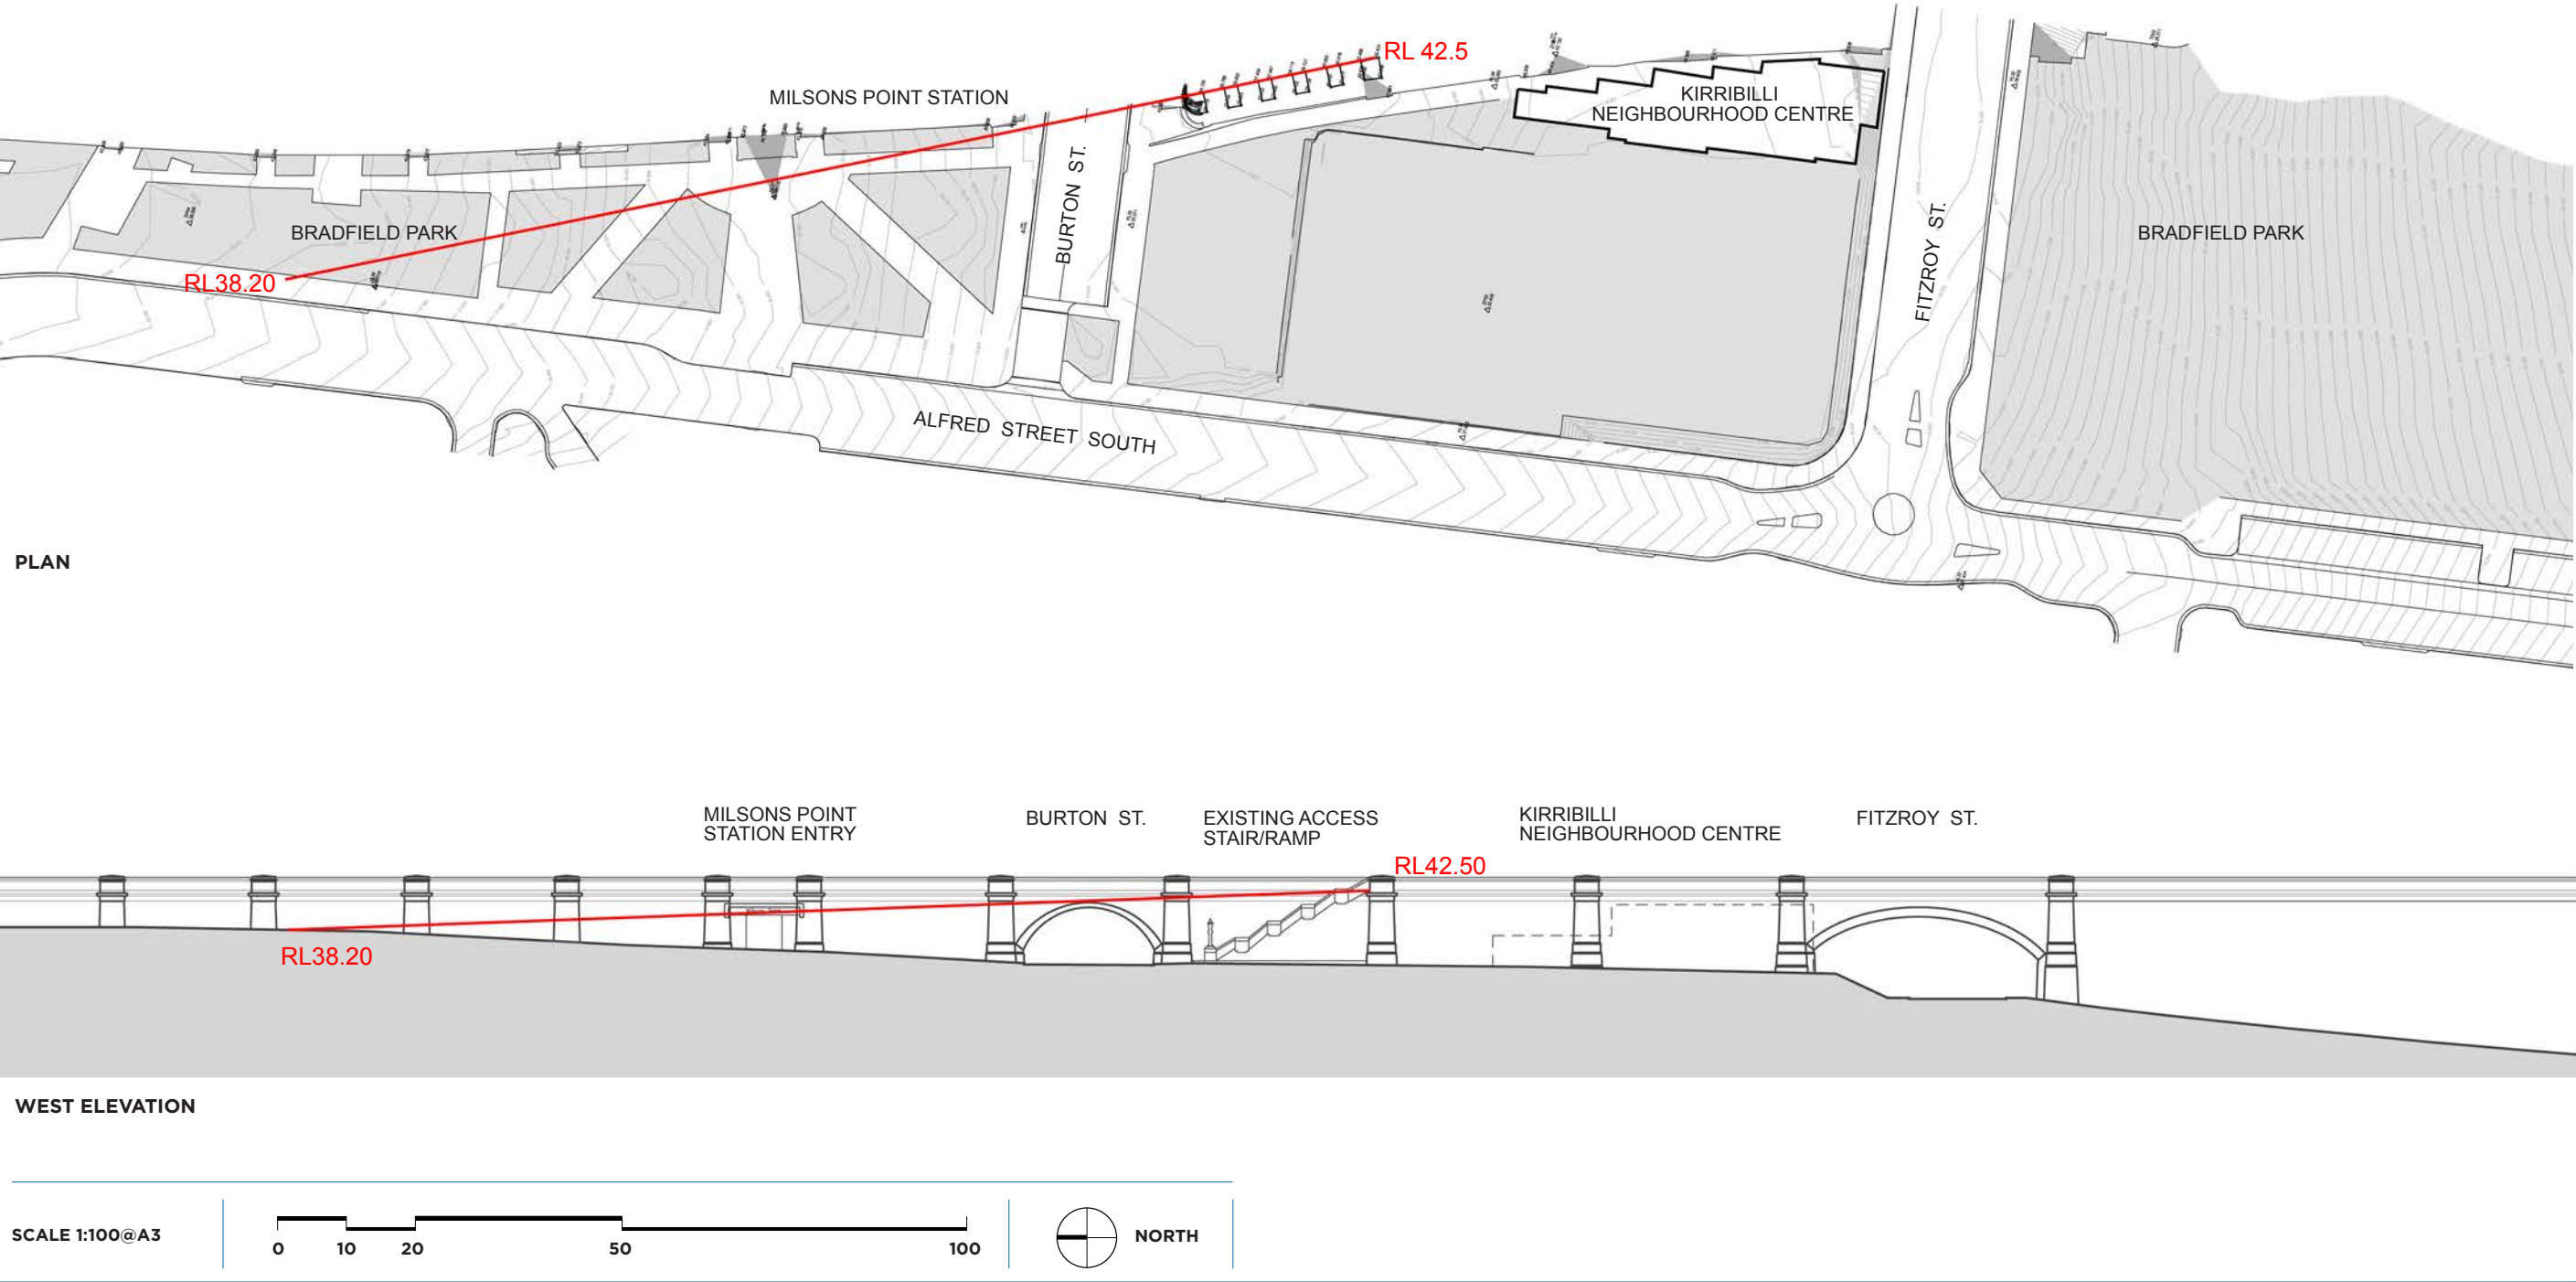 RL 42.5
MILSONS POINT STATION
KIRRIBILLI
NEIGHBOURHOOD CENTRE
BURTON ST.
BRADFIELD PARK
FITZROY ST.
BRADFIELD PARK
RL38.20
ALFRED STREET SOUTH
PLAN
MILSONS POINT
STATION ENTRY
BURTON ST.
EXISTING ACCESS
STAIR/RAMP
KIRRIBILLI
NEIGHBOURHOOD CENTRE
FITZROY ST.
RL42.50
RL38.20
WEST ELEVATION
SCALE 1:100@A3
0 10 20 50 100
NORTH